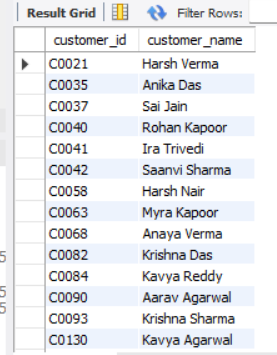 Result Grid Filter Rows:
customer_id customer_name
C0021 Harsh Verma
C0035 Anika Das
C0037 Sai Jain
C0040 Rohan Kapoor
C0041 Ira Trivedi
C0042 Saanvi Sharma
C0058 Harsh Nair
C0063 Myra Kapoor
C0068 Anaya Verma
C0082 Krishna Das
C0084 Kavya Reddy
C0090 Aarav Agarwal
C0093 Krishna Sharma
C0130 Kavya Agarwal